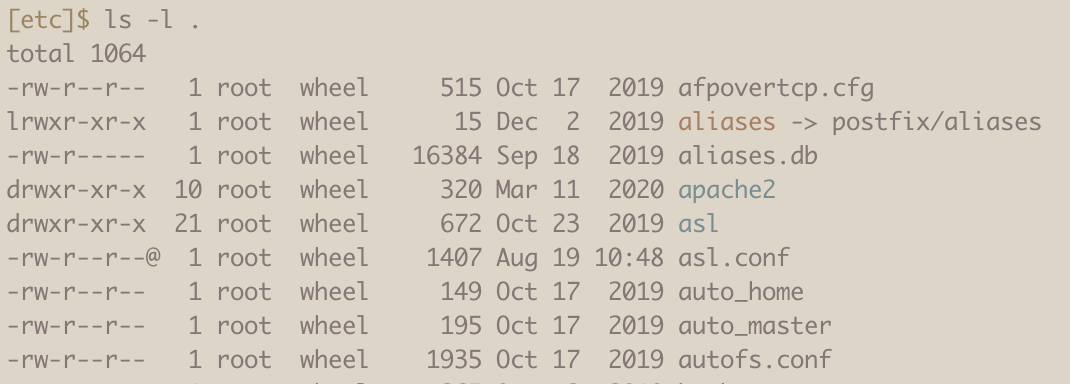 [etc]$ ls -l .
total 1064
-rw-r--r--   1 root  wheel     515 Oct 17  2019 afpovertcp.cfg
lrwxr-xr-x   1 root  wheel      15 Dec  2  2019 aliases -> postfix/aliases
-rw-r-----   1 root  wheel   16384 Sep 18  2019 aliases.db
drwxr-xr-x  10 root  wheel     320 Mar 11  2020 apache2
drwxr-xr-x  21 root  wheel     672 Oct 23  2019 asl
-rw-r--r--@  1 root  wheel    1407 Aug 19 10:48 asl.conf
-rw-r--r--   1 root  wheel     149 Oct 17  2019 auto_home
-rw-r--r--   1 root  wheel     195 Oct 17  2019 auto_master
-rw-r--r--   1 root  wheel    1935 Oct 17  2019 autofs.conf